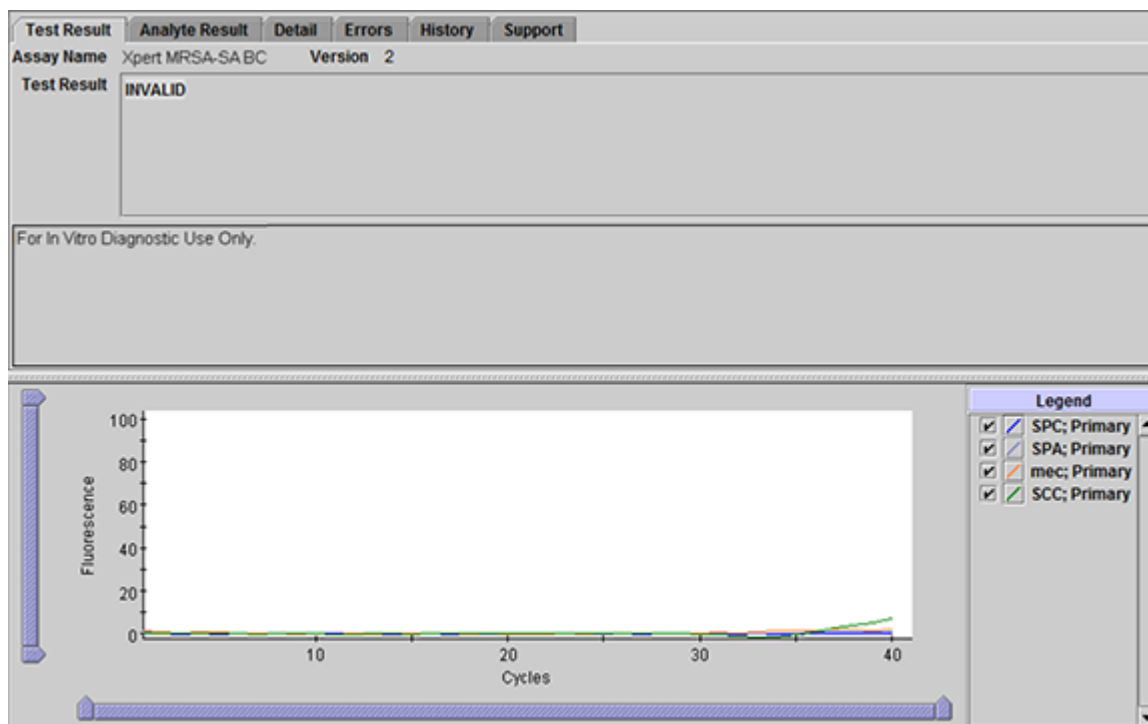 Test Result Analyte Result Detail Errors History Support
Assay Name Xpert MRSA-SA BC Version 2
Test Result INVALID
For In Vitro Diagnostic Use Only.
Legend
SPC; Primary
SPA; Primary
mec; Primary
SCC; Primary
100
80
60
40
20
0
Fluorescence
10 20 30 40
Cycles